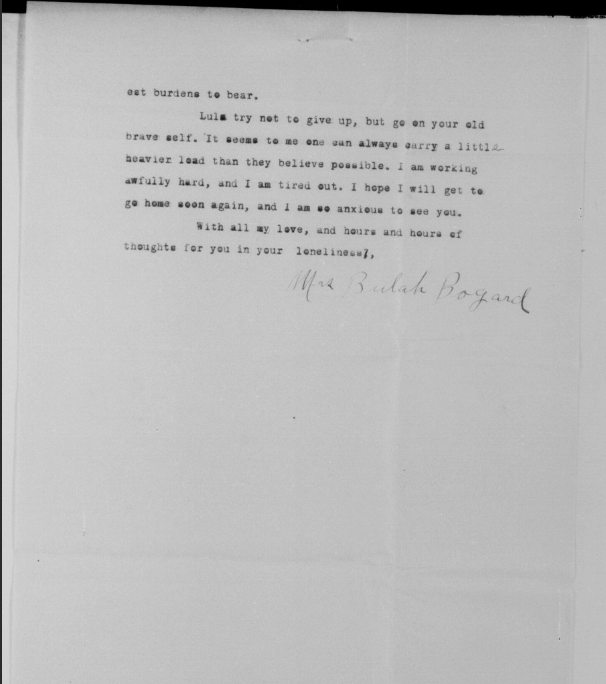 est burdens to bear.
Lula try not to give up, but go on your old
brave self. It seems to me one can always carry a little
heavier load than they believe possible. I am working
awfully hard, and I am tired out. I hope I will get to
go home soon again, and I am so anxious to see you.
With all my love, and hours and hours of
thoughts for you in your loneliness?,
Mrs Bulah Bogard